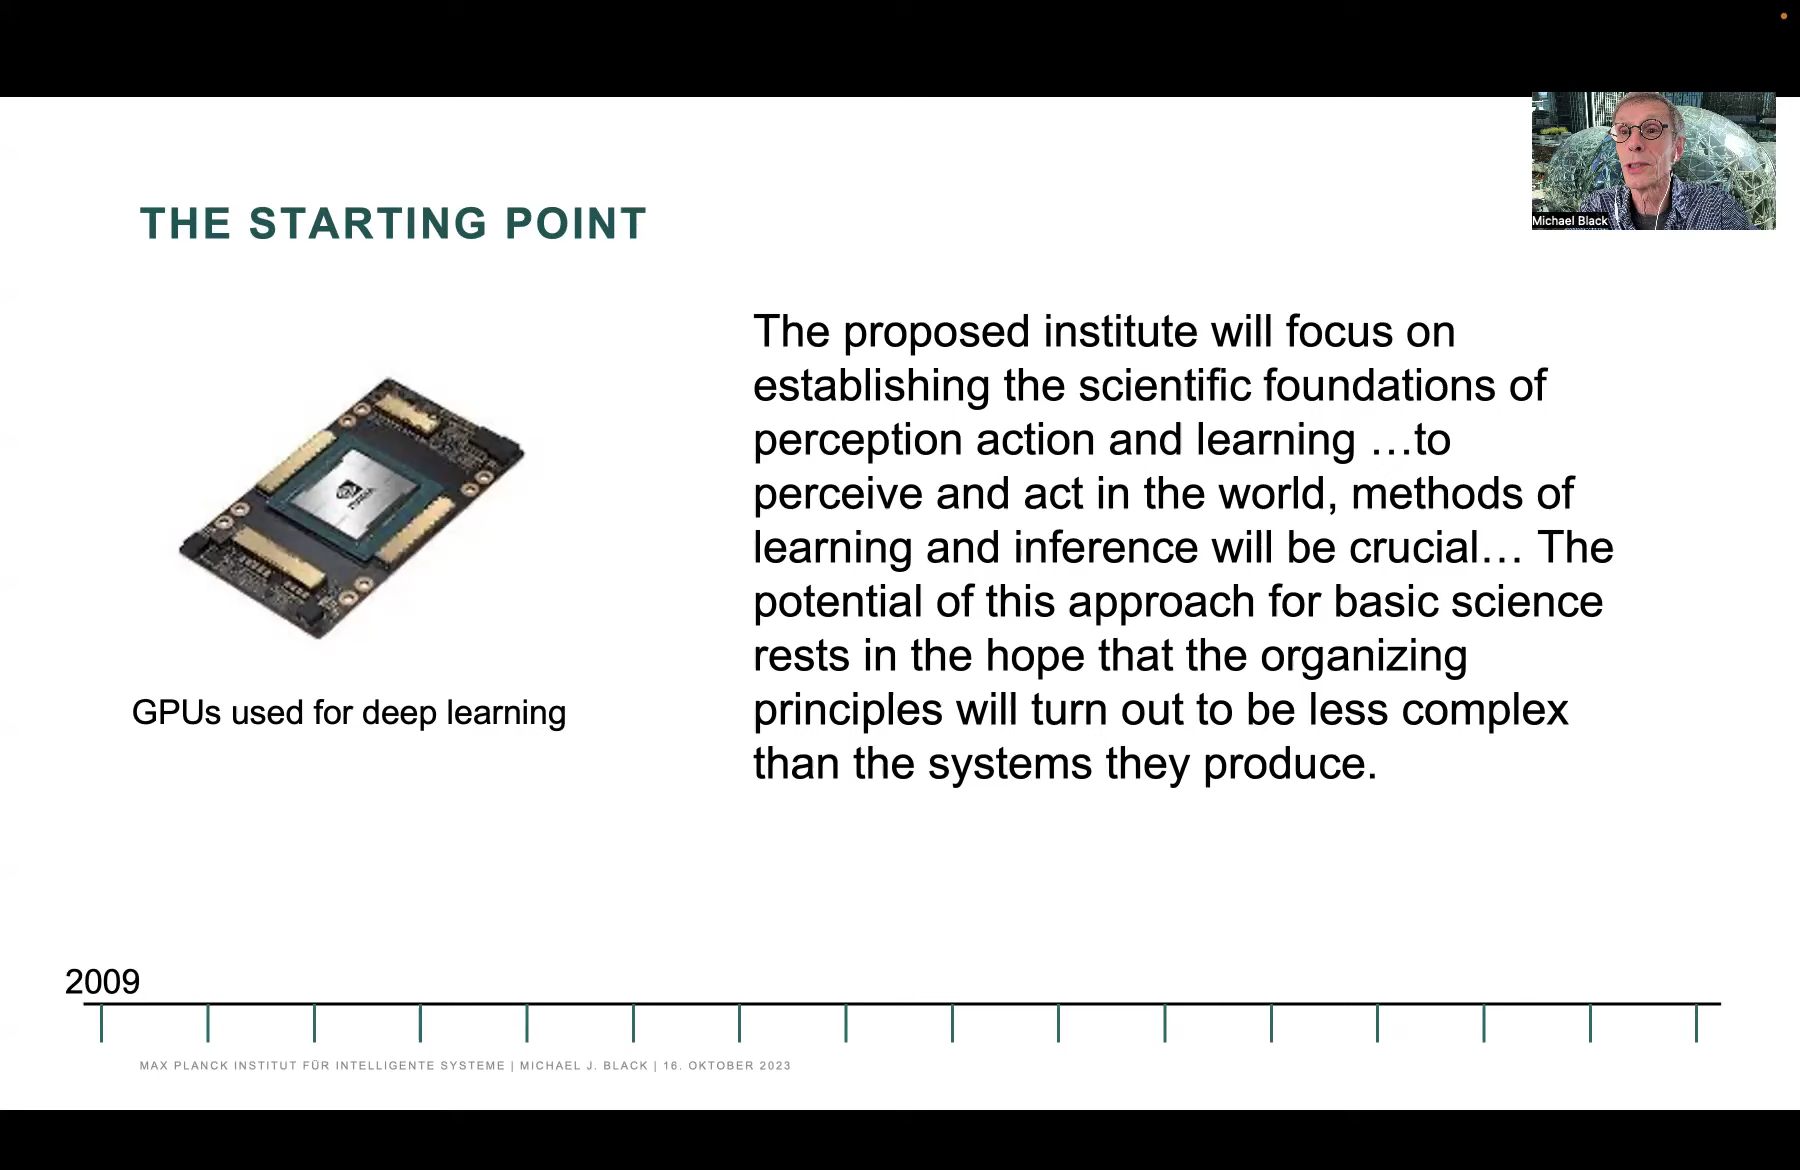 Michael Black
THE STARTING POINT
The proposed institute will focus on
establishing the scientific foundations of
perception action and learning …to
perceive and act in the world, methods of
learning and inference will be crucial… The
potential of this approach for basic science
rests in the hope that the organizing
principles will turn out to be less complex
than the systems they produce.
NVIDIA
GPUs used for deep learning
2009
MAX PLANCK INSTITUT FÜR INTELLIGENTE SYSTEME | MICHAEL J. BLACK | 16. OKTOBER 2023